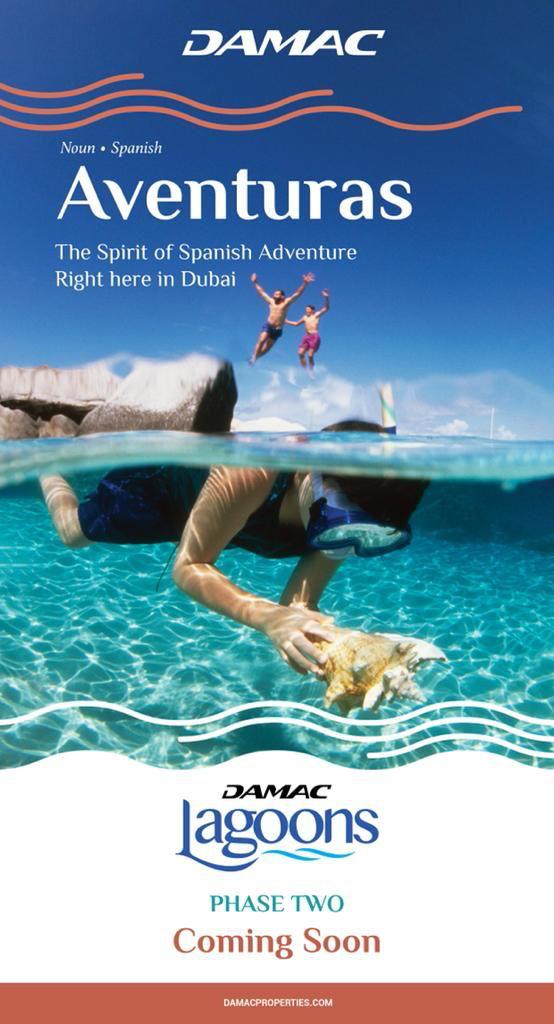 DAMAC
Noun • Spanish
Aventuras
The Spirit of Spanish Adventure
Right here in Dubai
DAMAC
Lagoons
PHASE TWO
Coming Soon
DAMACPROPERTIES.COM